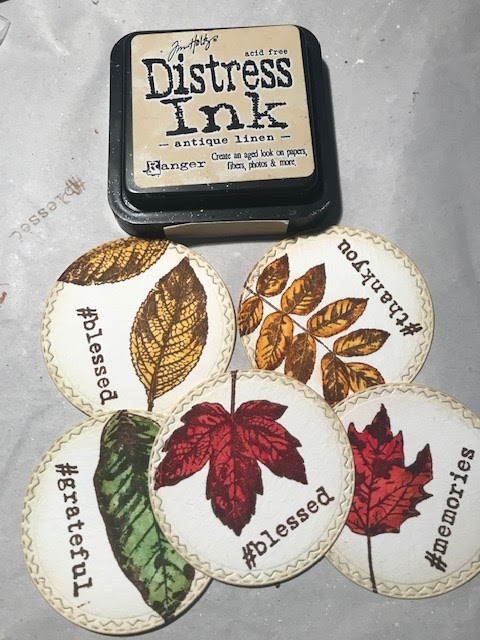 Tim Holtz®
acid free
Distress
Ink
— antique linen —
Ranger
Create an aged look on papers,
fibers, photos & more.
#blessed
#blessed
#thankyou
#grateful
#blessed
#memories